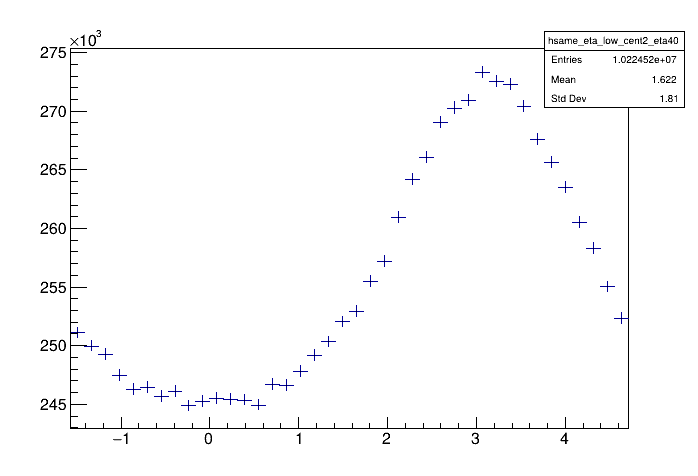 ×10³
hsame_eta_low_cent2_eta40
Entries 1.022452e+07
Mean 1.622
Std Dev 1.81
275
270
265
260
255
250
245
−1 0 1 2 3 4